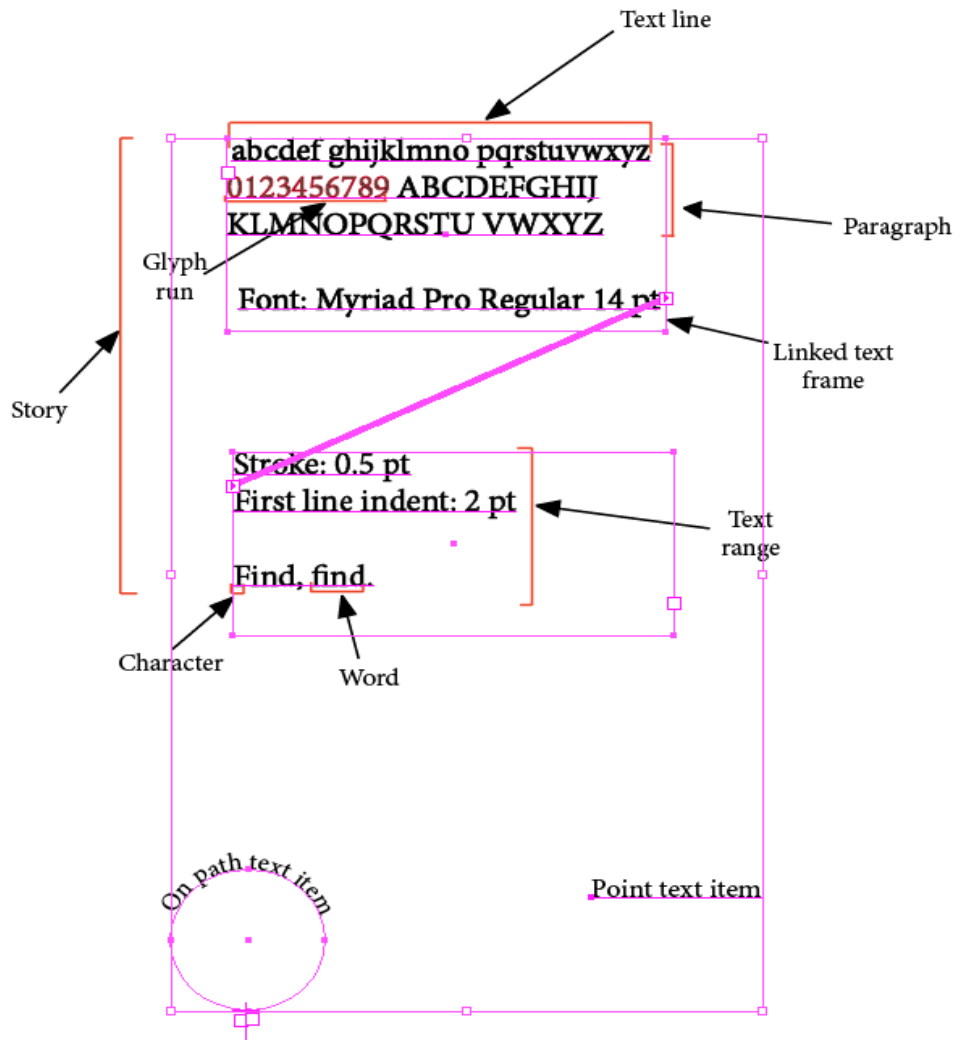 Text line
abcdef ghijklmno pqrstuvwxyz
0123456789 ABCDEFGHIJ
KLMNOPQRSTU VWXYZ
Paragraph
Glyph
run
Font: Myriad Pro Regular 14 pt
Linked text
frame
Story
Stroke: 0.5 pt
First line indent: 2 pt
Text
range
Find, find.
Character
Word
On path text item
Point text item